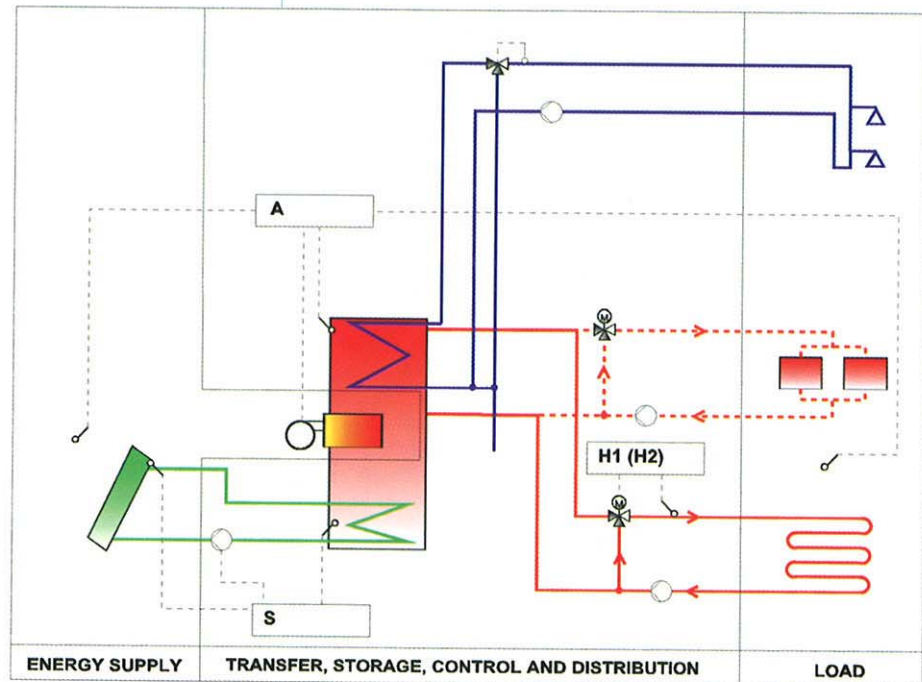 A
M
H1 (H2)
M
S
ENERGY SUPPLY
TRANSFER, STORAGE, CONTROL AND DISTRIBUTION
LOAD